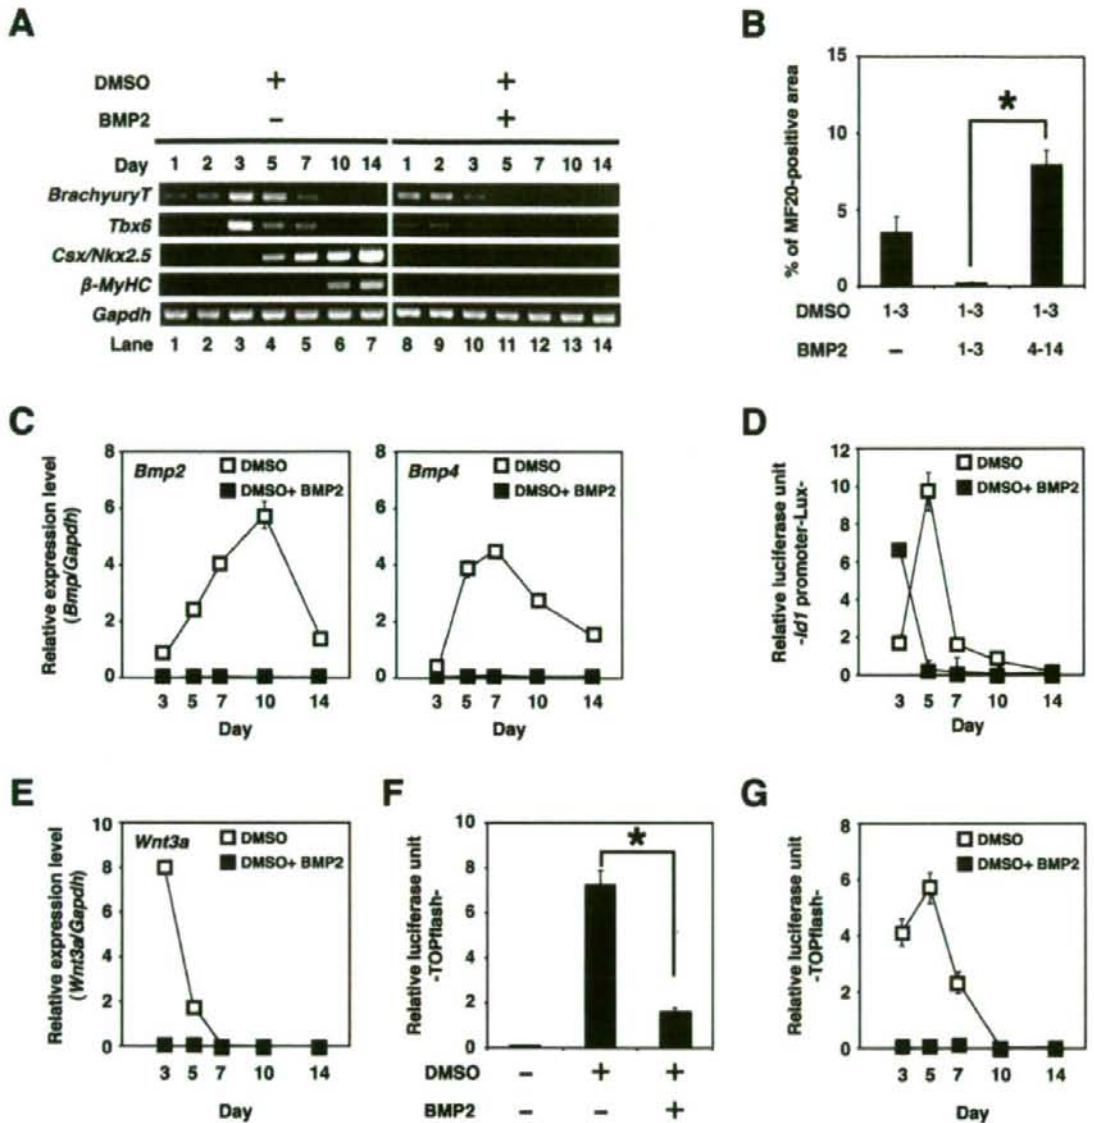 A
DMSO + +
BMP2 − +
Day 1 2 3 5 7 10 14 1 2 3 5 7 10 14
BrachyuryT
Tbx6
Csx/Nkx2.5
β-MyHC
Gapdh
Lane 1 2 3 4 5 6 7 8 9 10 11 12 13 14
B
% of MF20-positive area
15
10
5
0
*
DMSO 1-3 1-3 1-3
BMP2 − 1-3 4-14
C
Relative expression level
(Bmp/Gapdh)
8
6
4
2
0
Bmp2
DMSO
DMSO+ BMP2
3 5 7 10 14
Day
8
6
4
2
0
Bmp4
DMSO
DMSO+ BMP2
3 5 7 10 14
Day
D
Relative luciferase unit
-Id1 promoter-Lux-
12
10
8
6
4
2
0
DMSO
DMSO+ BMP2
3 5 7 10 14
Day
E
Relative expression level
(Wnt3a/Gapdh)
10
8
6
4
2
0
Wnt3a
DMSO
DMSO+ BMP2
3 5 7 10 14
Day
F
Relative luciferase unit
-TOPflash-
10
8
6
4
2
0
*
DMSO − + +
BMP2 − − +
G
Relative luciferase unit
-TOPflash-
8
6
4
2
0
DMSO
DMSO+ BMP2
3 5 7 10 14
Day